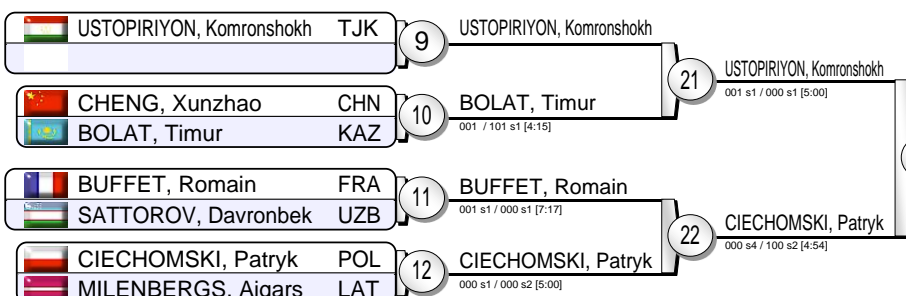 USTOPIRIYON, Komronshokh TJK
9
USTOPIRIYON, Komronshokh
CHENG, Xunzhao CHN
BOLAT, Timur KAZ
10
BOLAT, Timur
001 / 101 s1 [4:15]
21
USTOPIRIYON, Komronshokh
001 s1 / 000 s1 [5:00]
BUFFET, Romain FRA
SATTOROV, Davronbek UZB
11
BUFFET, Romain
001 s1 / 000 s1 [7:17]
CIECHOMSKI, Patryk POL
MILENBERGS, Aigars LAT
12
CIECHOMSKI, Patryk
000 s1 / 000 s2 [5:00]
22
CIECHOMSKI, Patryk
000 s4 / 100 s2 [4:54]